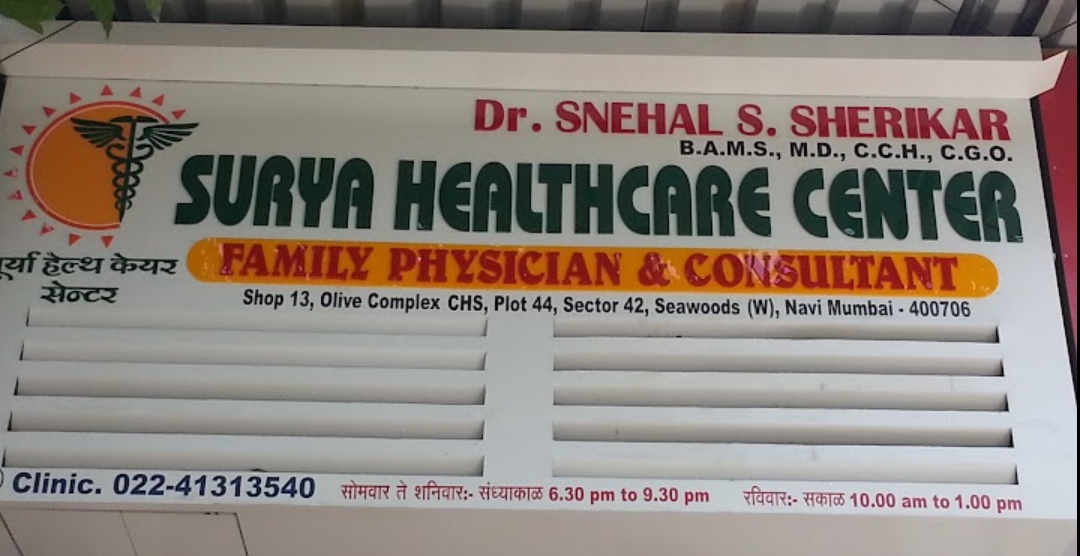 Dr. SNEHAL S. SHERIKAR
B.A.M.S., M.D., C.C.H., C.G.O.
SURYA HEALTHCARE CENTER
FAMILY PHYSICIAN & CONSULTANT
हेल्थ केयर
सेन्टर
Shop 13, Olive Complex CHS, Plot 44, Sector 42, Seawoods (W), Navi Mumbai - 400706
Clinic. 022-41313540 सोमवार ते शनिवार:- संध्याकाळ 6.30 pm to 9.30 pm रविवार:- सकाळ 10.00 am to 1.00 pm